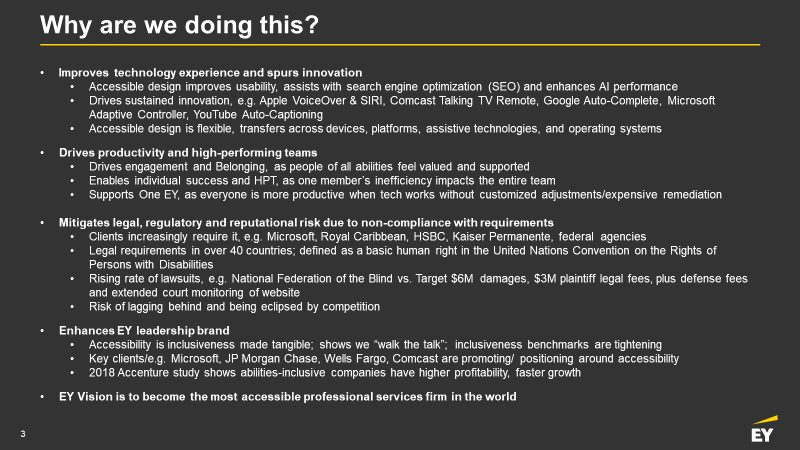 Why are we doing this?
• Improves technology experience and spurs innovation
• Accessible design improves usability, assists with search engine optimization (SEO) and enhances AI performance
• Drives sustained innovation, e.g. Apple VoiceOver & SIRI, Comcast Talking TV Remote, Google Auto-Complete, Microsoft
Adaptive Controller, YouTube Auto-Captioning
• Accessible design is flexible, transfers across devices, platforms, assistive technologies, and operating systems
• Drives productivity and high-performing teams
• Drives engagement and Belonging, as people of all abilities feel valued and supported
• Enables individual success and HPT, as one member's inefficiency impacts the entire team
• Supports One EY, as everyone is more productive when tech works without customized adjustments/expensive remediation
• Mitigates legal, regulatory and reputational risk due to non-compliance with requirements
• Clients increasingly require it, e.g. Microsoft, Royal Caribbean, HSBC, Kaiser Permanente, federal agencies
• Legal requirements in over 40 countries; defined as a basic human right in the United Nations Convention on the Rights of
Persons with Disabilities
• Rising rate of lawsuits, e.g. National Federation of the Blind vs. Target $6M damages, $3M plaintiff legal fees, plus defense fees
and extended court monitoring of website
• Risk of lagging behind and being eclipsed by competition
• Enhances EY leadership brand
• Accessibility is inclusiveness made tangible; shows we “walk the talk”; inclusiveness benchmarks are tightening
• Key clients/e.g. Microsoft, JP Morgan Chase, Wells Fargo, Comcast are promoting/ positioning around accessibility
• 2018 Accenture study shows abilities-inclusive companies have higher profitability, faster growth
• EY Vision is to become the most accessible professional services firm in the world
3
EY